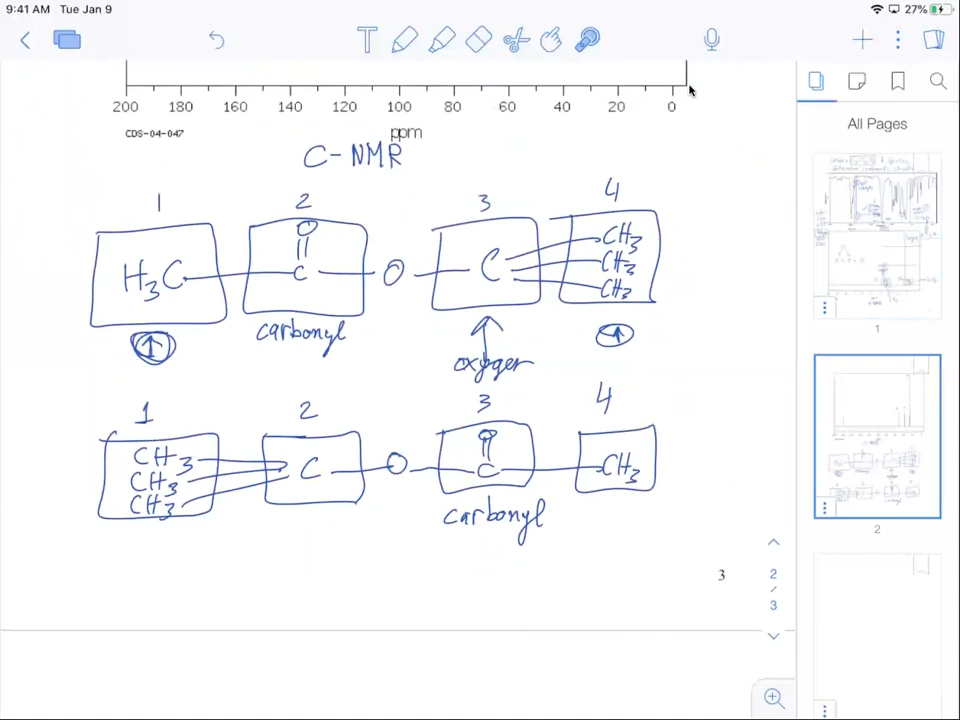 9:41 AM Tue Jan 9
27%
All Pages
200 180 160 140 120 100 80 60 40 20 0
CDS-04-047
ppm
C-NMR
1 2 3 4
O
CH3
H3C C O C CH3
CH3
carbonyl
oxygen
1 2 3 4
CH3 O
CH3 C O C CH3
CH3
carbonyl
3
2
/
3
1
2